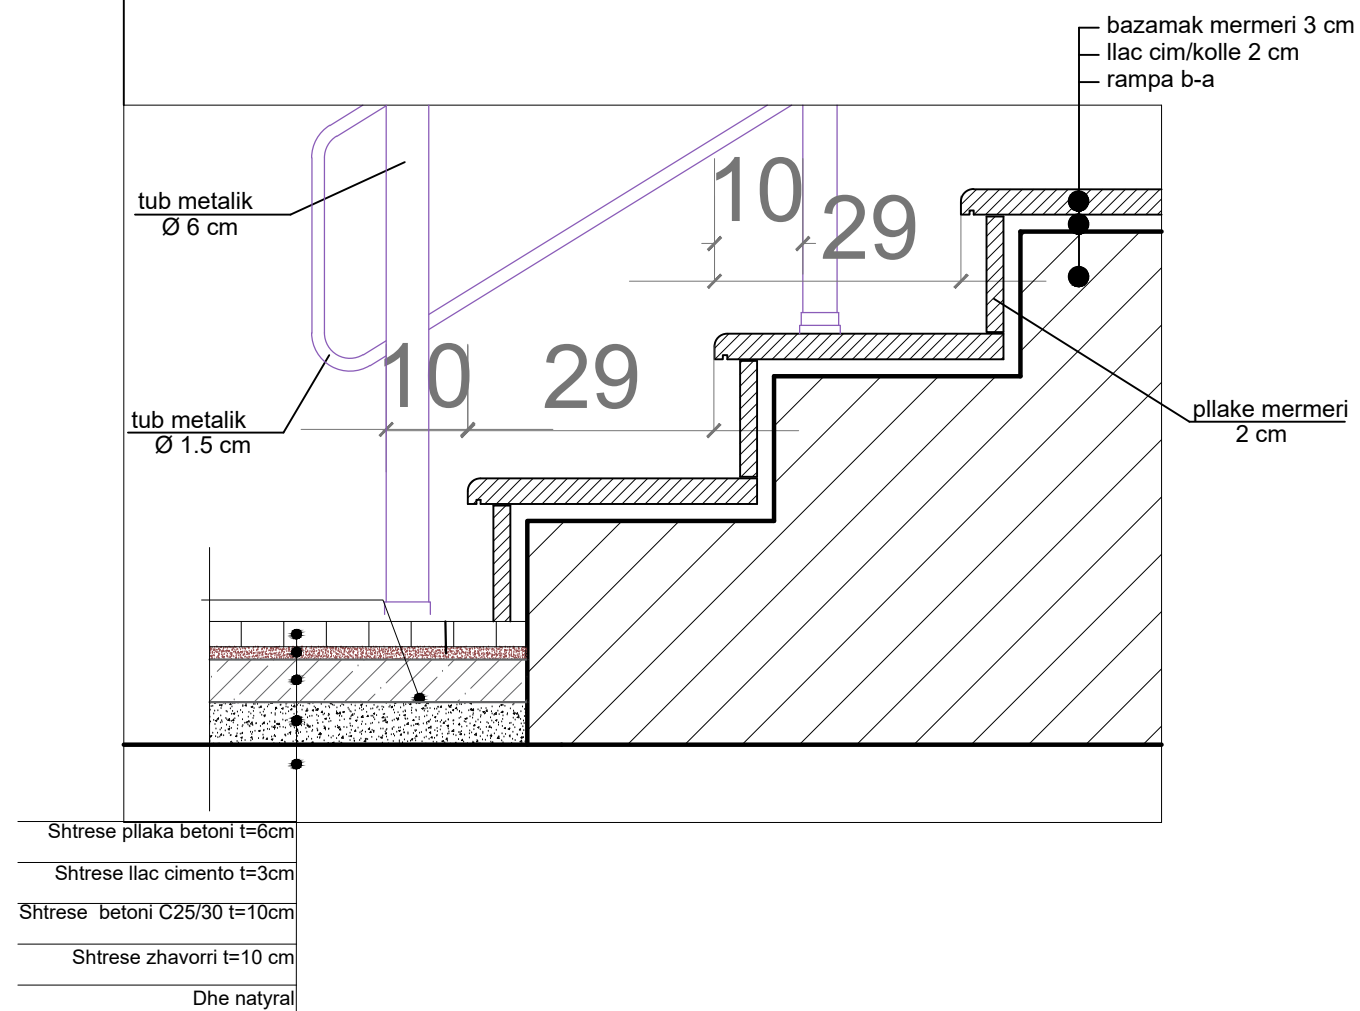 bazamak mermeri 3 cm
llac cim/kolle 2 cm
rampa b-a
10
29
tub metalik
Ø 6 cm
10
29
tub metalik
Ø 1.5 cm
pllake mermeri
2 cm
Shtrese pllaka betoni t=6cm
Shtrese llac cimento t=3cm
Shtrese  betoni C25/30 t=10cm
Shtrese zhavorri t=10 cm
Dhe natyral